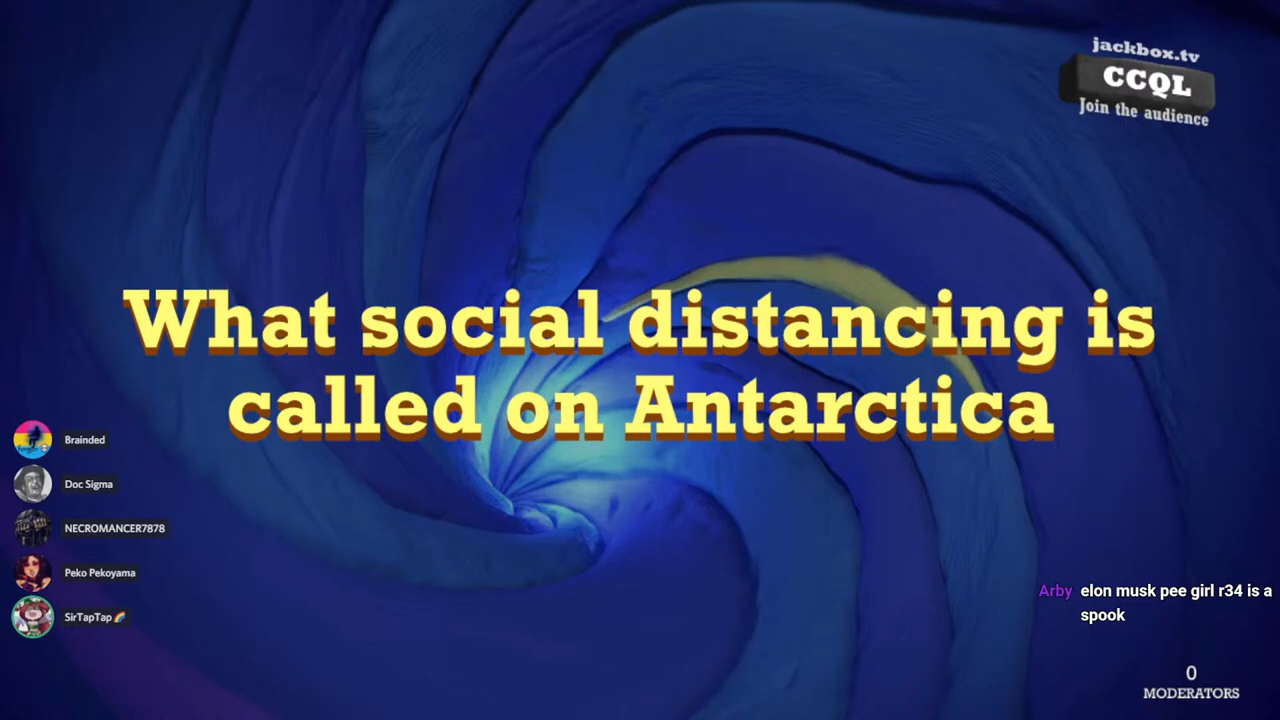 jackbox.tv
CCQL
Join the audience
What social distancing is
called on Antarctica
Brainded
Doc Sigma
NECROMANCER7878
Peko Pekoyama
SirTapTap🌈
Arby elon musk pee girl r34 is a
spook
0
MODERATORS